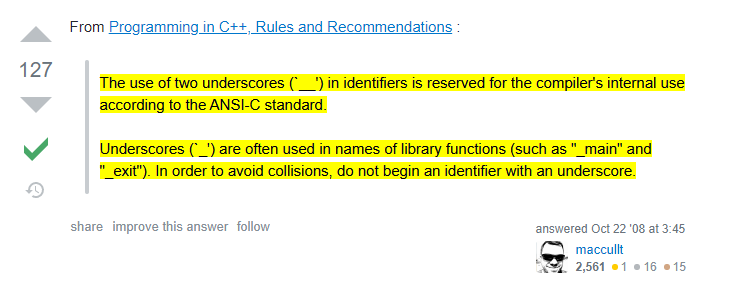 From Programming in C++, Rules and Recommendations :
127
The use of two underscores (`__') in identifiers is reserved for the compiler's internal use
according to the ANSI-C standard.
Underscores (`_') are often used in names of library functions (such as "_main" and
"_exit"). In order to avoid collisions, do not begin an identifier with an underscore.
share improve this answer follow
answered Oct 22 '08 at 3:45
maccullt
2,561 1 16 15